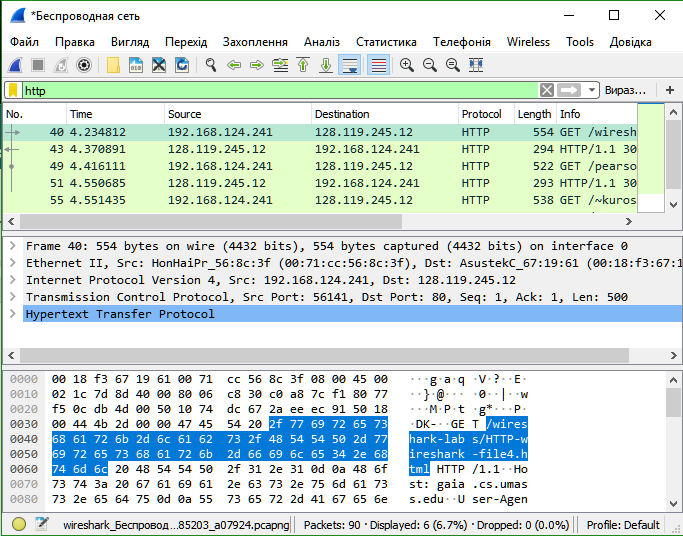 *Беспроводная сеть
Файл Правка Вигляд Перехід Захоплення Аналіз Статистика Телефонія Wireless Tools Довідка
http Вираз… +
No. Time Source Destination Protocol Length Info
40 4.234812 192.168.124.241 128.119.245.12 HTTP 554 GET /wiresh
43 4.370891 128.119.245.12 192.168.124.241 HTTP 294 HTTP/1.1 30
49 4.416111 192.168.124.241 128.119.245.12 HTTP 522 GET /pearso
51 4.550685 128.119.245.12 192.168.124.241 HTTP 293 HTTP/1.1 30
55 4.551435 192.168.124.241 128.119.245.12 HTTP 538 GET /~kuros
Frame 40: 554 bytes on wire (4432 bits), 554 bytes captured (4432 bits) on interface 0
Ethernet II, Src: HonHaiPr_56:8c:3f (00:71:cc:56:8c:3f), Dst: AsustekC_67:19:61 (00:18:f3:67:1
Internet Protocol Version 4, Src: 192.168.124.241, Dst: 128.119.245.12
Transmission Control Protocol, Src Port: 56141, Dst Port: 80, Seq: 1, Ack: 1, Len: 500
Hypertext Transfer Protocol
0000 00 18 f3 67 19 61 00 71 cc 56 8c 3f 08 00 45 00 ···g·a·q ·V·?··E·
0010 02 1c 7d 8d 40 00 80 06 c8 30 c0 a8 7c f1 80 77 ··}·@··· ·0··|··w
0020 f5 0c db 4d 00 50 10 74 dc 67 2a ae ec 91 50 18 ···M·P·t ·g*···P·
0030 00 44 4b 2d 00 00 47 45 54 20 2f 77 69 72 65 73 ·DK-··GE T /wires
0040 68 61 72 6b 2d 6c 61 62 73 2f 48 54 54 50 2d 77 hark-lab s/HTTP-w
0050 69 72 65 73 68 61 72 6b 2d 66 69 6c 65 34 2e 68 ireshark -file4.h
0060 74 6d 6c 20 48 54 54 50 2f 31 2e 31 0d 0a 48 6f tml HTTP /1.1··Ho
0070 73 74 3a 20 67 61 69 61 2e 63 73 2e 75 6d 61 73 st: gaia .cs.umas
0080 73 2e 65 64 75 0d 0a 55 73 65 72 2d 41 67 65 6e s.edu··U ser-Agen
wireshark_Беспровод …85203_a07924.pcapng Packets: 90 · Displayed: 6 (6.7%) · Dropped: 0 (0.0%) Profile: Default